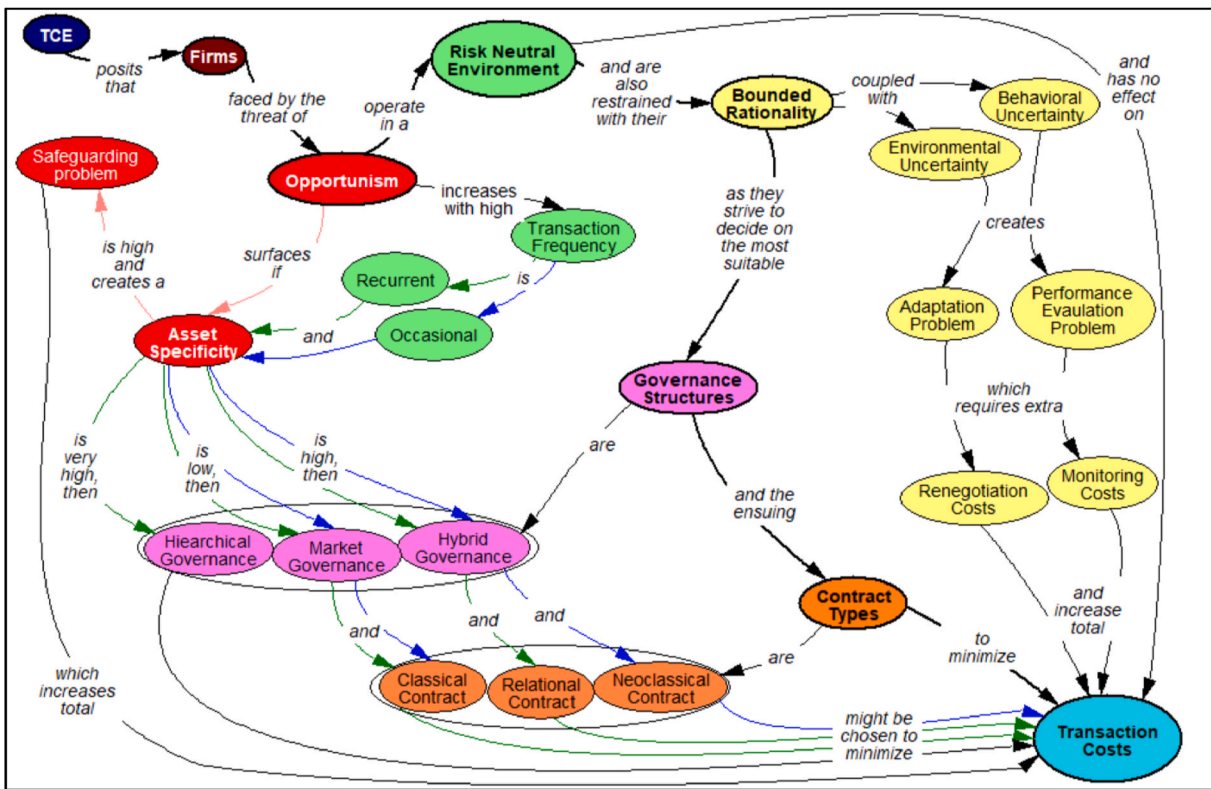 TCE
posits
that
Firms
faced by the
threat of
operate
in a
Risk Neutral
Environment
and are
also
restrained
with their
Bounded
Rationality
coupled
with
Behavioral
Uncertainty
Environmental
Uncertainty
and
has no
effect
on
Safeguarding
problem
Opportunism
increases
with high
Transaction
Frequency
is
Recurrent
Occasional
and
surfaces
if
is high
and
creates a
Asset
Specificity
as they
strive to
decide on
the most
suitable
creates
Adaptation
Problem
Performance
Evaulation
Problem
which
requires extra
Renegotiation
Costs
Monitoring
Costs
Governance
Structures
are
is
very
high,
then
is
low,
then
is
high,
then
Hiearchical
Governance
Market
Governance
Hybrid
Governance
and the
ensuing
Contract
Types
and
increase
total
and
and
and
are
to
minimize
Classical
Contract
Relational
Contract
Neoclassical
Contract
which
increases
total
might be
chosen to
minimize
Transaction
Costs